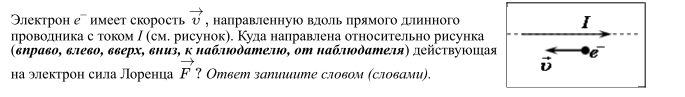 Электрон e⁻ имеет скорость v⃗, направленную вдоль прямого длинного
проводника с током I (см. рисунок). Куда направлена относительно рисунка
(вправо, влево, вверх, вниз, к наблюдателю, от наблюдателя) действующая
на электрон сила Лоренца F⃗ ? Ответ запишите словом (словами).
I
e⁻
v⃗